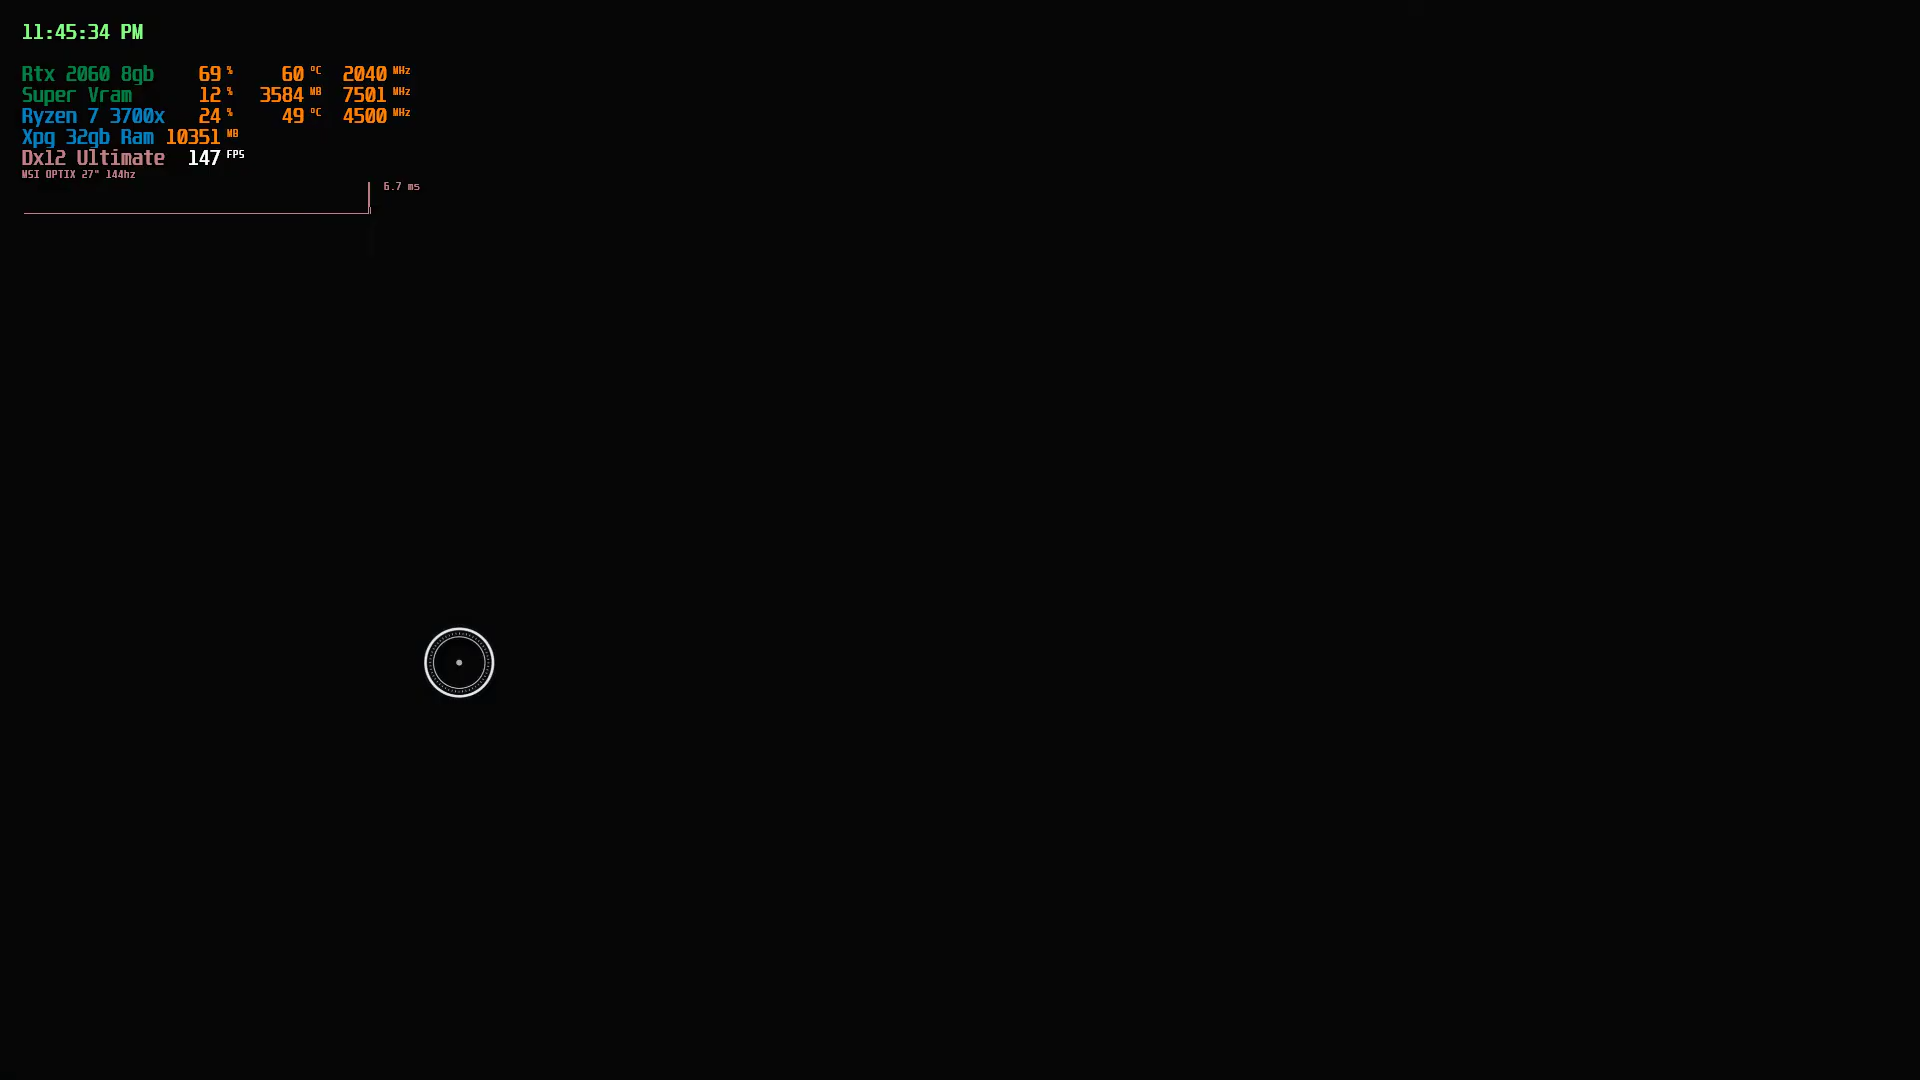 11:45:34 PM
Rtx 2060 8gb 69 % 60 °C 2040 MHz
Super Vram 12 % 3584 MB 7501 MHz
Ryzen 7 3700x 24 % 49 °C 4500 MHz
Xpg 32gb Ram 10351 MB
Dx12 Ultimate 147 FPS
MSI OPTIX 27" 144hz
6.7 ms